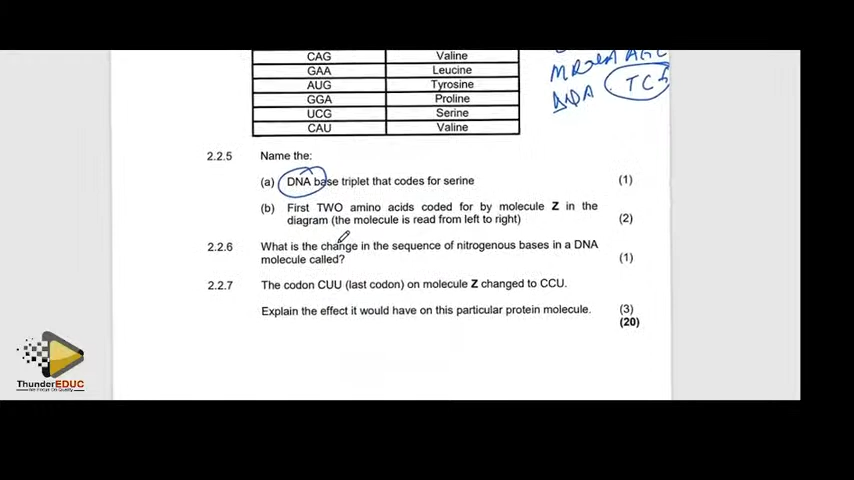 CAG Valine
GAA Leucine
AUG Tyrosine
GGA Proline
UCG Serine
CAU Valine
DNA TCG
2.2.5 Name the:
(a) DNA base triplet that codes for serine (1)
(b) First TWO amino acids coded for by molecule Z in the
diagram (the molecule is read from left to right) (2)
2.2.6 What is the change in the sequence of nitrogenous bases in a DNA
molecule called? (1)
2.2.7 The codon CUU (last codon) on molecule Z changed to CCU.
Explain the effect it would have on this particular protein molecule. (3)
(20)
ThunderEDUC